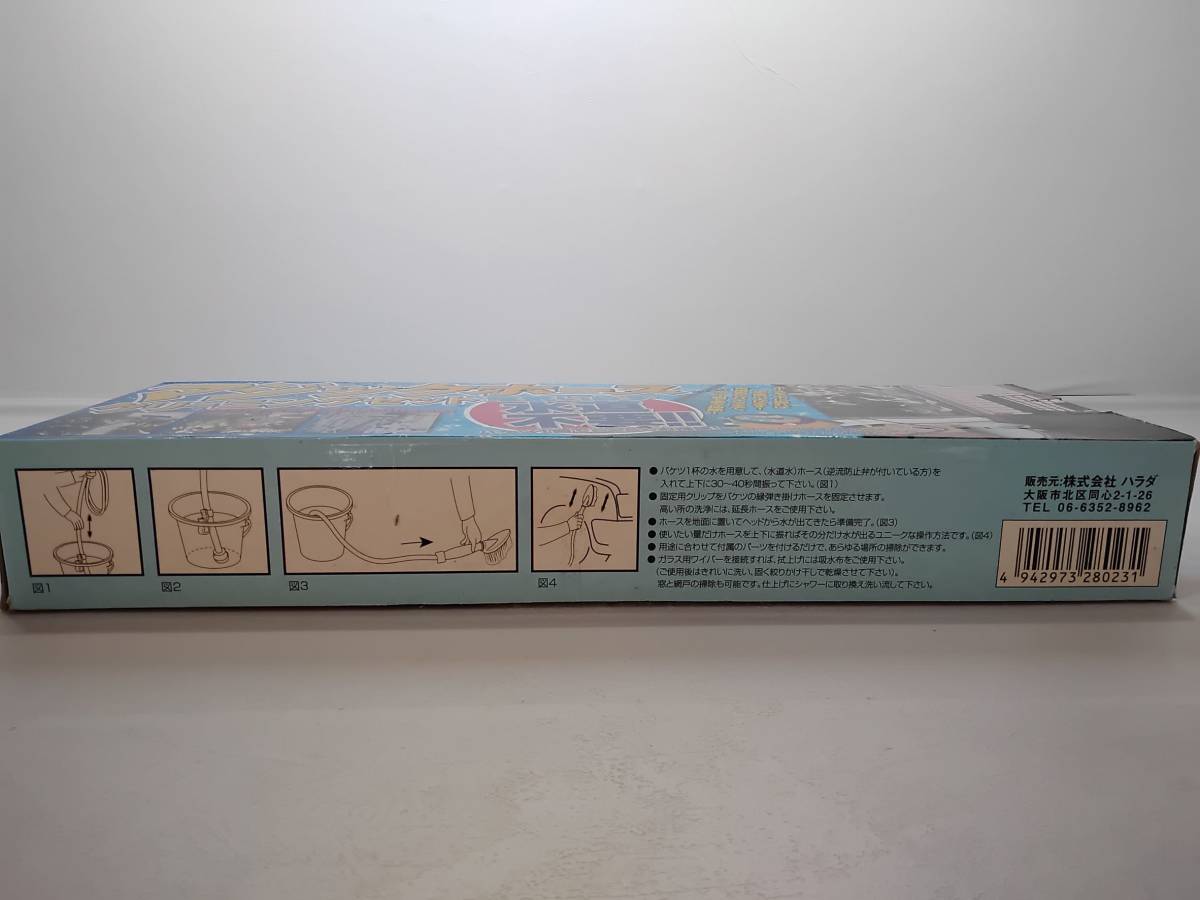 ●バケツ1杯の水を用意して、(水道水)ホース(逆流防止弁が付いている方)を
入れて上下に30〜40秒間振って下さい。(図1)
●固定用クリップをバケツの縁弾き掛けホースを固定させます。
高い所の洗浄には、延長ホースをご使用下さい。
●ホースを地面に置いてヘッドから水が出てきたら準備完了。(図3)
●使いたい量だけホースを上下に振ればその分だけ水が出るユニークな操作方法です。(図4)
●用途に合わせて付属のパーツを付けるだけで、あらゆる場所の掃除ができます。
●ガラス用ワイパーを接続すれば、拭上げには吸水布をご使用下さい。
(ご使用後はきれいに洗い、固く絞りかけ干しで乾燥させて下さい)。
窓と網戸の掃除も可能です。仕上げにシャワーに取り換え洗い流して下さい。
図1
図2
図3
図4
販売元:株式会社 ハラダ
大阪市北区同心2-1-26
TEL 06-6352-8962
4 942973 280231